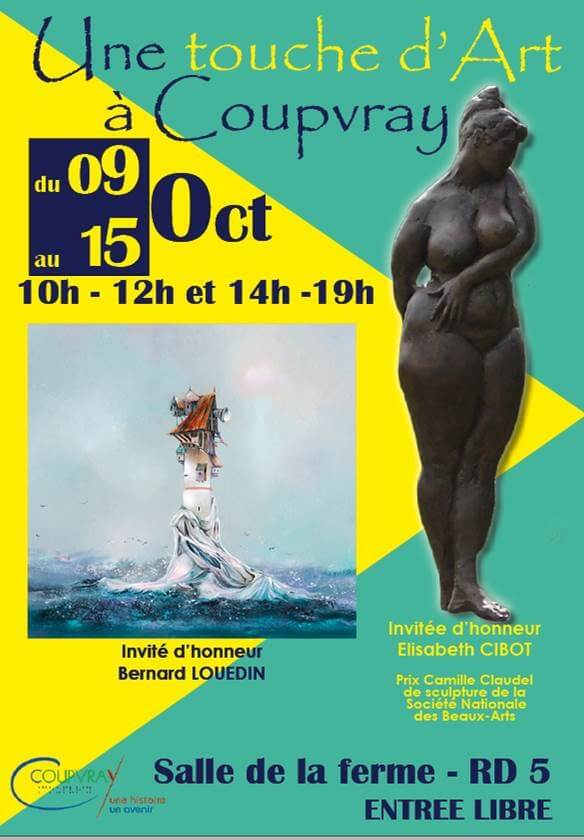 Une touche d'Art
à Coupvray
du 09
au 15
Oct
10h - 12h et 14h -19h
Invité d'honneur
Bernard LOUEDIN
Invitée d'honneur
Elisabeth CIBOT
Prix Camille Claudel
de sculpture de la
Société Nationale
des Beaux-Arts
COUPVRAY
une histoire
un avenir
Salle de la ferme - RD 5
ENTREE LIBRE